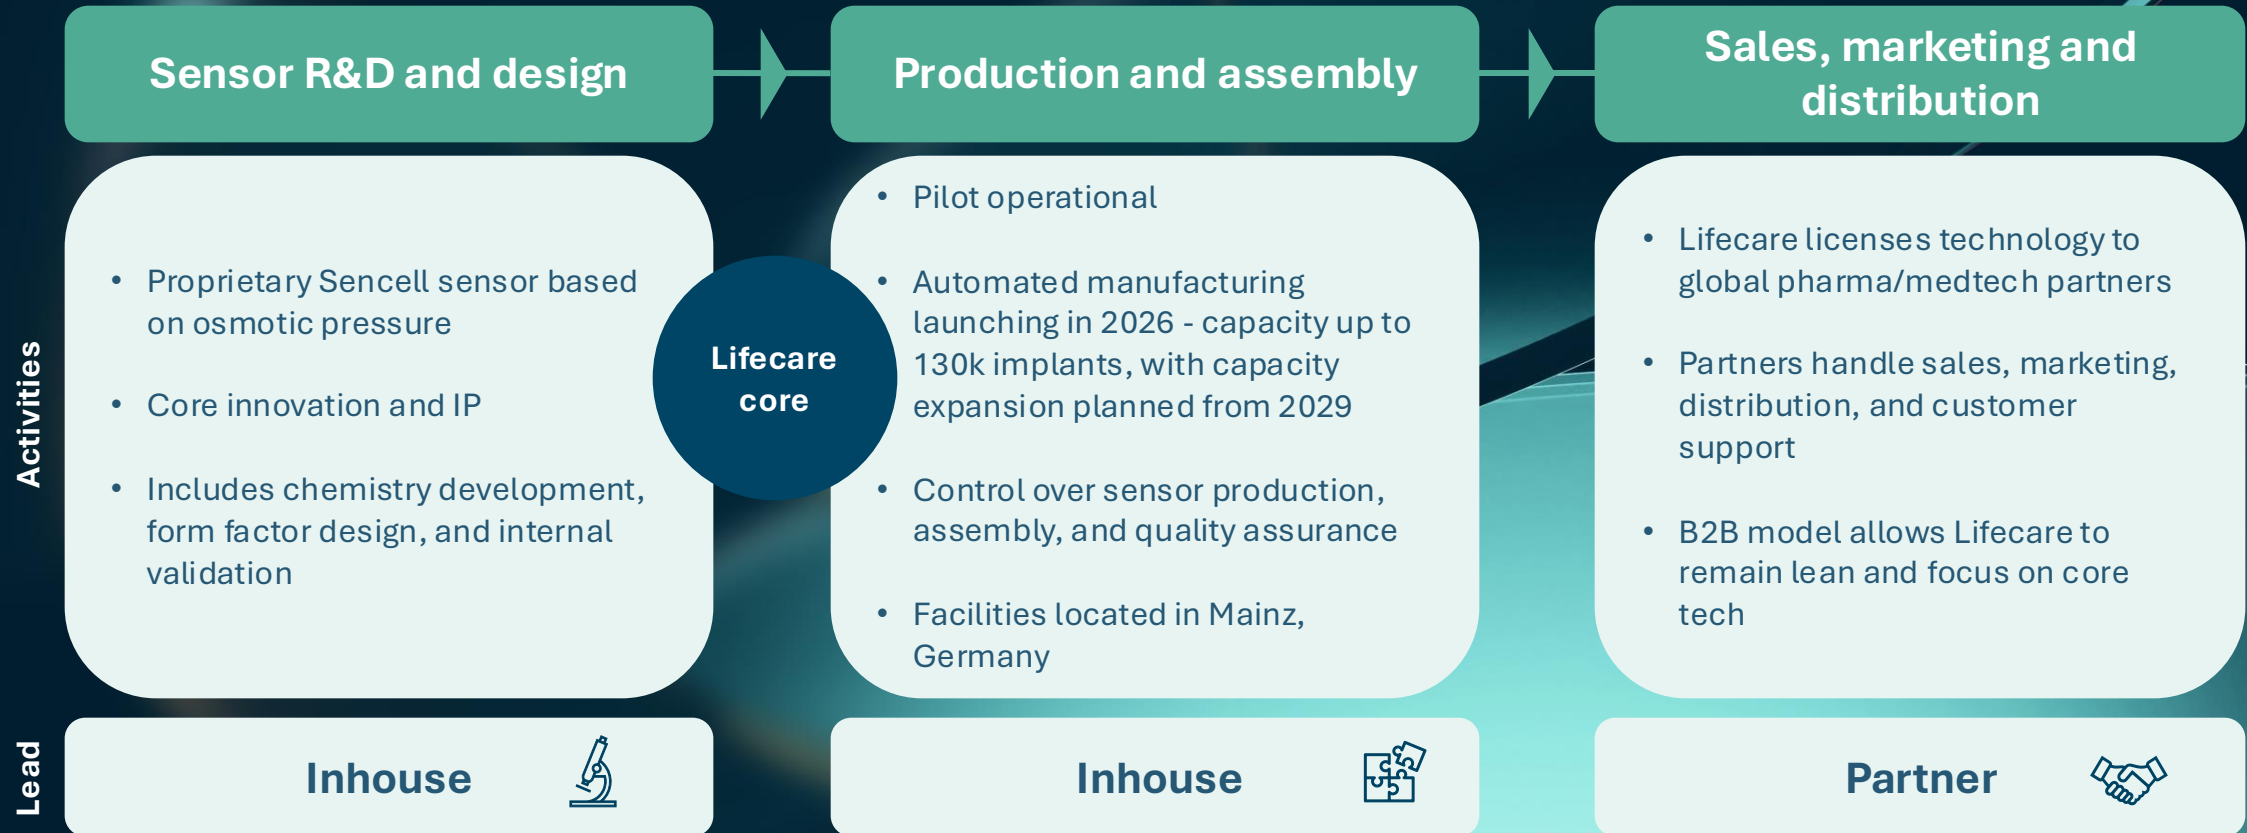 Sensor R&D and design
Production and assembly
Sales, marketing and
distribution
Activities
• Proprietary Sencell sensor based
on osmotic pressure
• Core innovation and IP
• Includes chemistry development,
form factor design, and internal
validation
Lifecare
core
• Pilot operational
• Automated manufacturing
launching in 2026 - capacity up to
130k implants, with capacity
expansion planned from 2029
• Control over sensor production,
assembly, and quality assurance
• Facilities located in Mainz,
Germany
• Lifecare licenses technology to
global pharma/medtech partners
• Partners handle sales, marketing,
distribution, and customer
support
• B2B model allows Lifecare to
remain lean and focus on core
tech
Lead
Inhouse
Inhouse
Partner